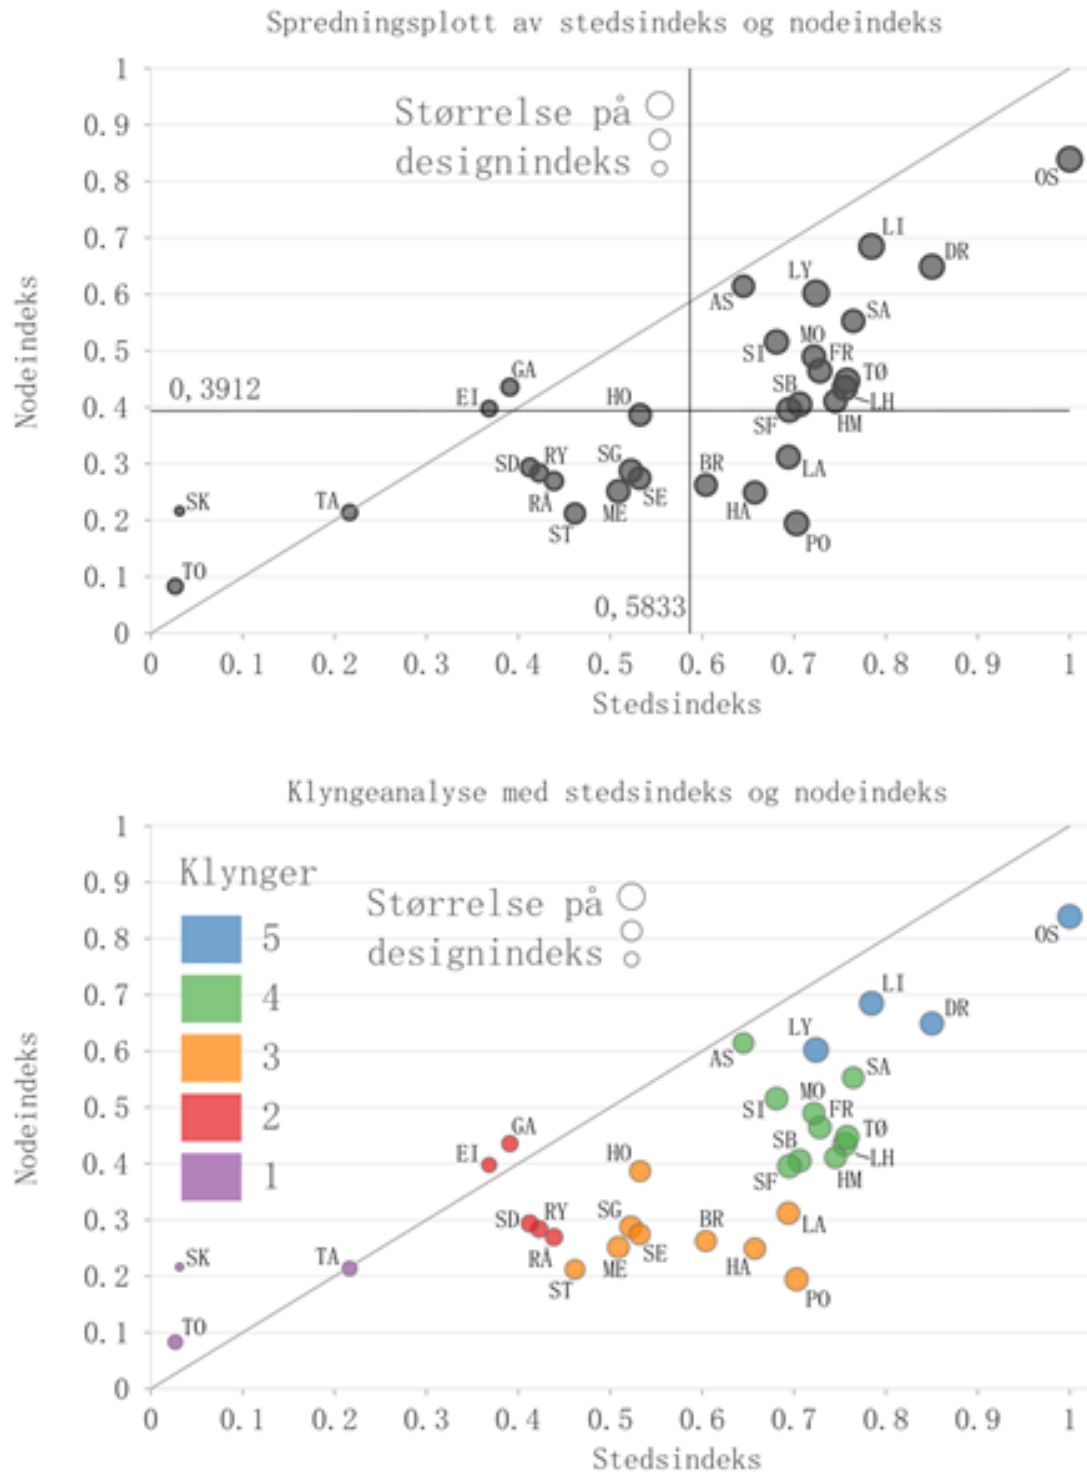 Spredningsplott av stedsindeks og nodeindeks
Størrelse på
designindeks
Nodeindeks
1
0.9
0.8
0.7
0.6
0.5
0.4
0.3
0.2
0.1
0
0,3912
0,5833
OS
LI
DR
LY
AS
SA
MO
SI
FR
GA
TØ
EI
HO
SB
LH
SF
HM
SD
RY
SG
BR
LA
RÅ
SE
SK
TA
ME
HA
ST
PO
TO
0
0.1
0.2
0.3
0.4
0.5
0.6
0.7
0.8
0.9
1
Stedsindeks
Klyngeanalyse med stedsindeks og nodeindeks
Klynger
5
4
3
2
1
Størrelse på
designindeks
Nodeindeks
1
0.9
0.8
0.7
0.6
0.5
0.4
0.3
0.2
0.1
0
OS
LI
DR
LY
AS
SA
MO
SI
FR
GA
TØ
EI
HO
SB
LH
SF
HM
SD
RY
SG
BR
LA
RÅ
SE
SK
TA
ME
HA
ST
PO
TO
0
0.1
0.2
0.3
0.4
0.5
0.6
0.7
0.8
0.9
1
Stedsindeks